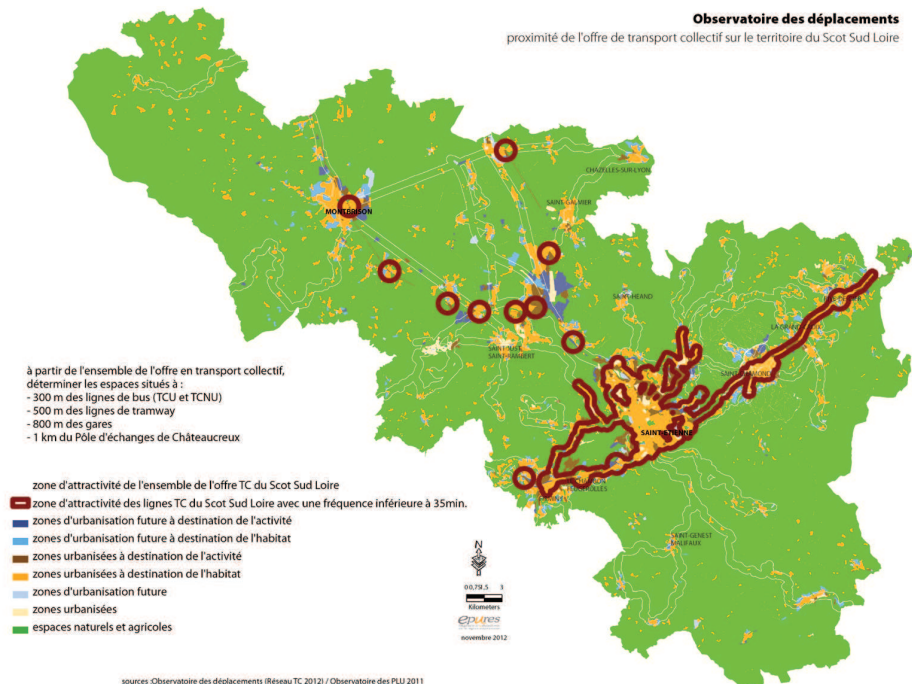 Observatoire des déplacements
proximité de l'offre de transport collectif sur le territoire du Scot Sud Loire
CHAZELLES-SUR-LYON
MONTBRISON
SAINT-GALMIER
SAINT-HEAND
LA GRAND
SAINT-JUST
SAINT-RAMBERT
SAINT-ETIENNE
SAINT-GENEST
MALIFAUX
à partir de l'ensemble de l'offre en transport collectif,
déterminer les espaces situés à :
- 300 m des lignes de bus (TCU et TCNU)
- 500 m des lignes de tramway
- 800 m des gares
- 1 km du Pôle d'échanges de Châteaucreux
zone d'attractivité de l'ensemble de l'offre TC du Scot Sud Loire
zone d'attractivité des lignes TC du Scot Sud Loire avec une fréquence inférieure à 35min.
zones d'urbanisation future à destination de l'activité
zones d'urbanisation future à destination de l'habitat
zones urbanisées à destination de l'activité
zones urbanisées à destination de l'habitat
zones d'urbanisation future
zones urbanisées
espaces naturels et agricoles
N
0 0,75 1,5 3
Kilometers
epures
novembre 2012
sources :Observatoire des déplacements (Réseau TC 2012) / Observatoire des PLU 2011